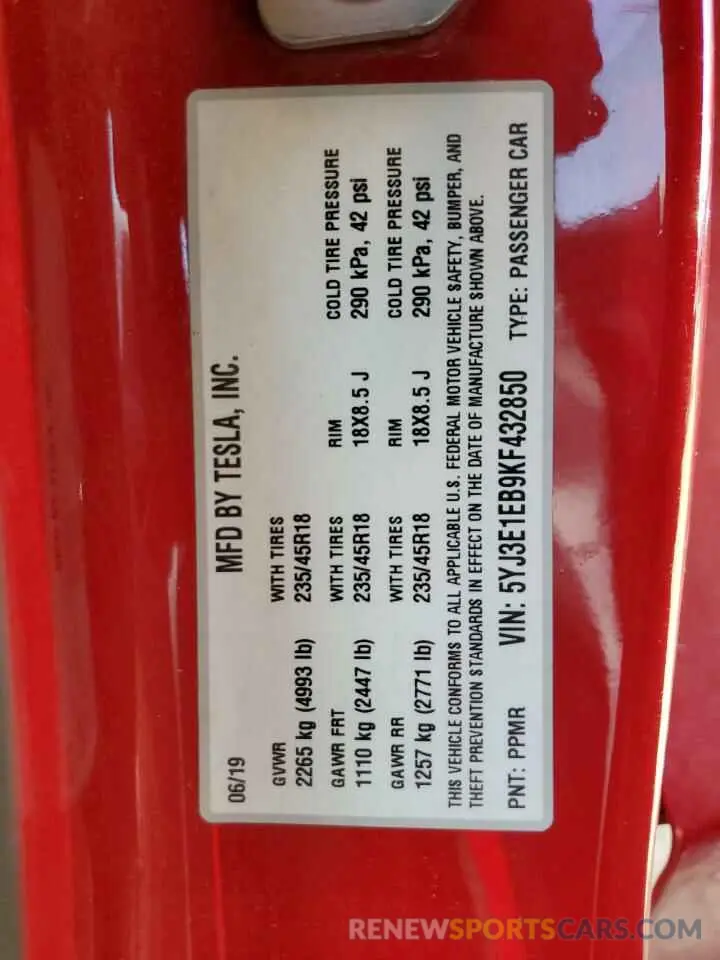 MFD BY TESLA, INC.
06/19
GVWR WITH TIRES
2265 kg (4993 lb) 235/45R18
GAWR FRT WITH TIRES RIM COLD TIRE PRESSURE
1110 kg (2447 lb) 235/45R18 18X8.5 J 290 kPa, 42 psi
GAWR RR WITH TIRES RIM COLD TIRE PRESSURE
1257 kg (2771 lb) 235/45R18 18X8.5 J 290 kPa, 42 psi
THIS VEHICLE CONFORMS TO ALL APPLICABLE U.S. FEDERAL MOTOR VEHICLE SAFETY, BUMPER, AND
THEFT PREVENTION STANDARDS IN EFFECT ON THE DATE OF MANUFACTURE SHOWN ABOVE.
PNT: PPMR VIN: 5YJ3E1EB9KF432850 TYPE: PASSENGER CAR
RENEWSPORTSCARS.COM